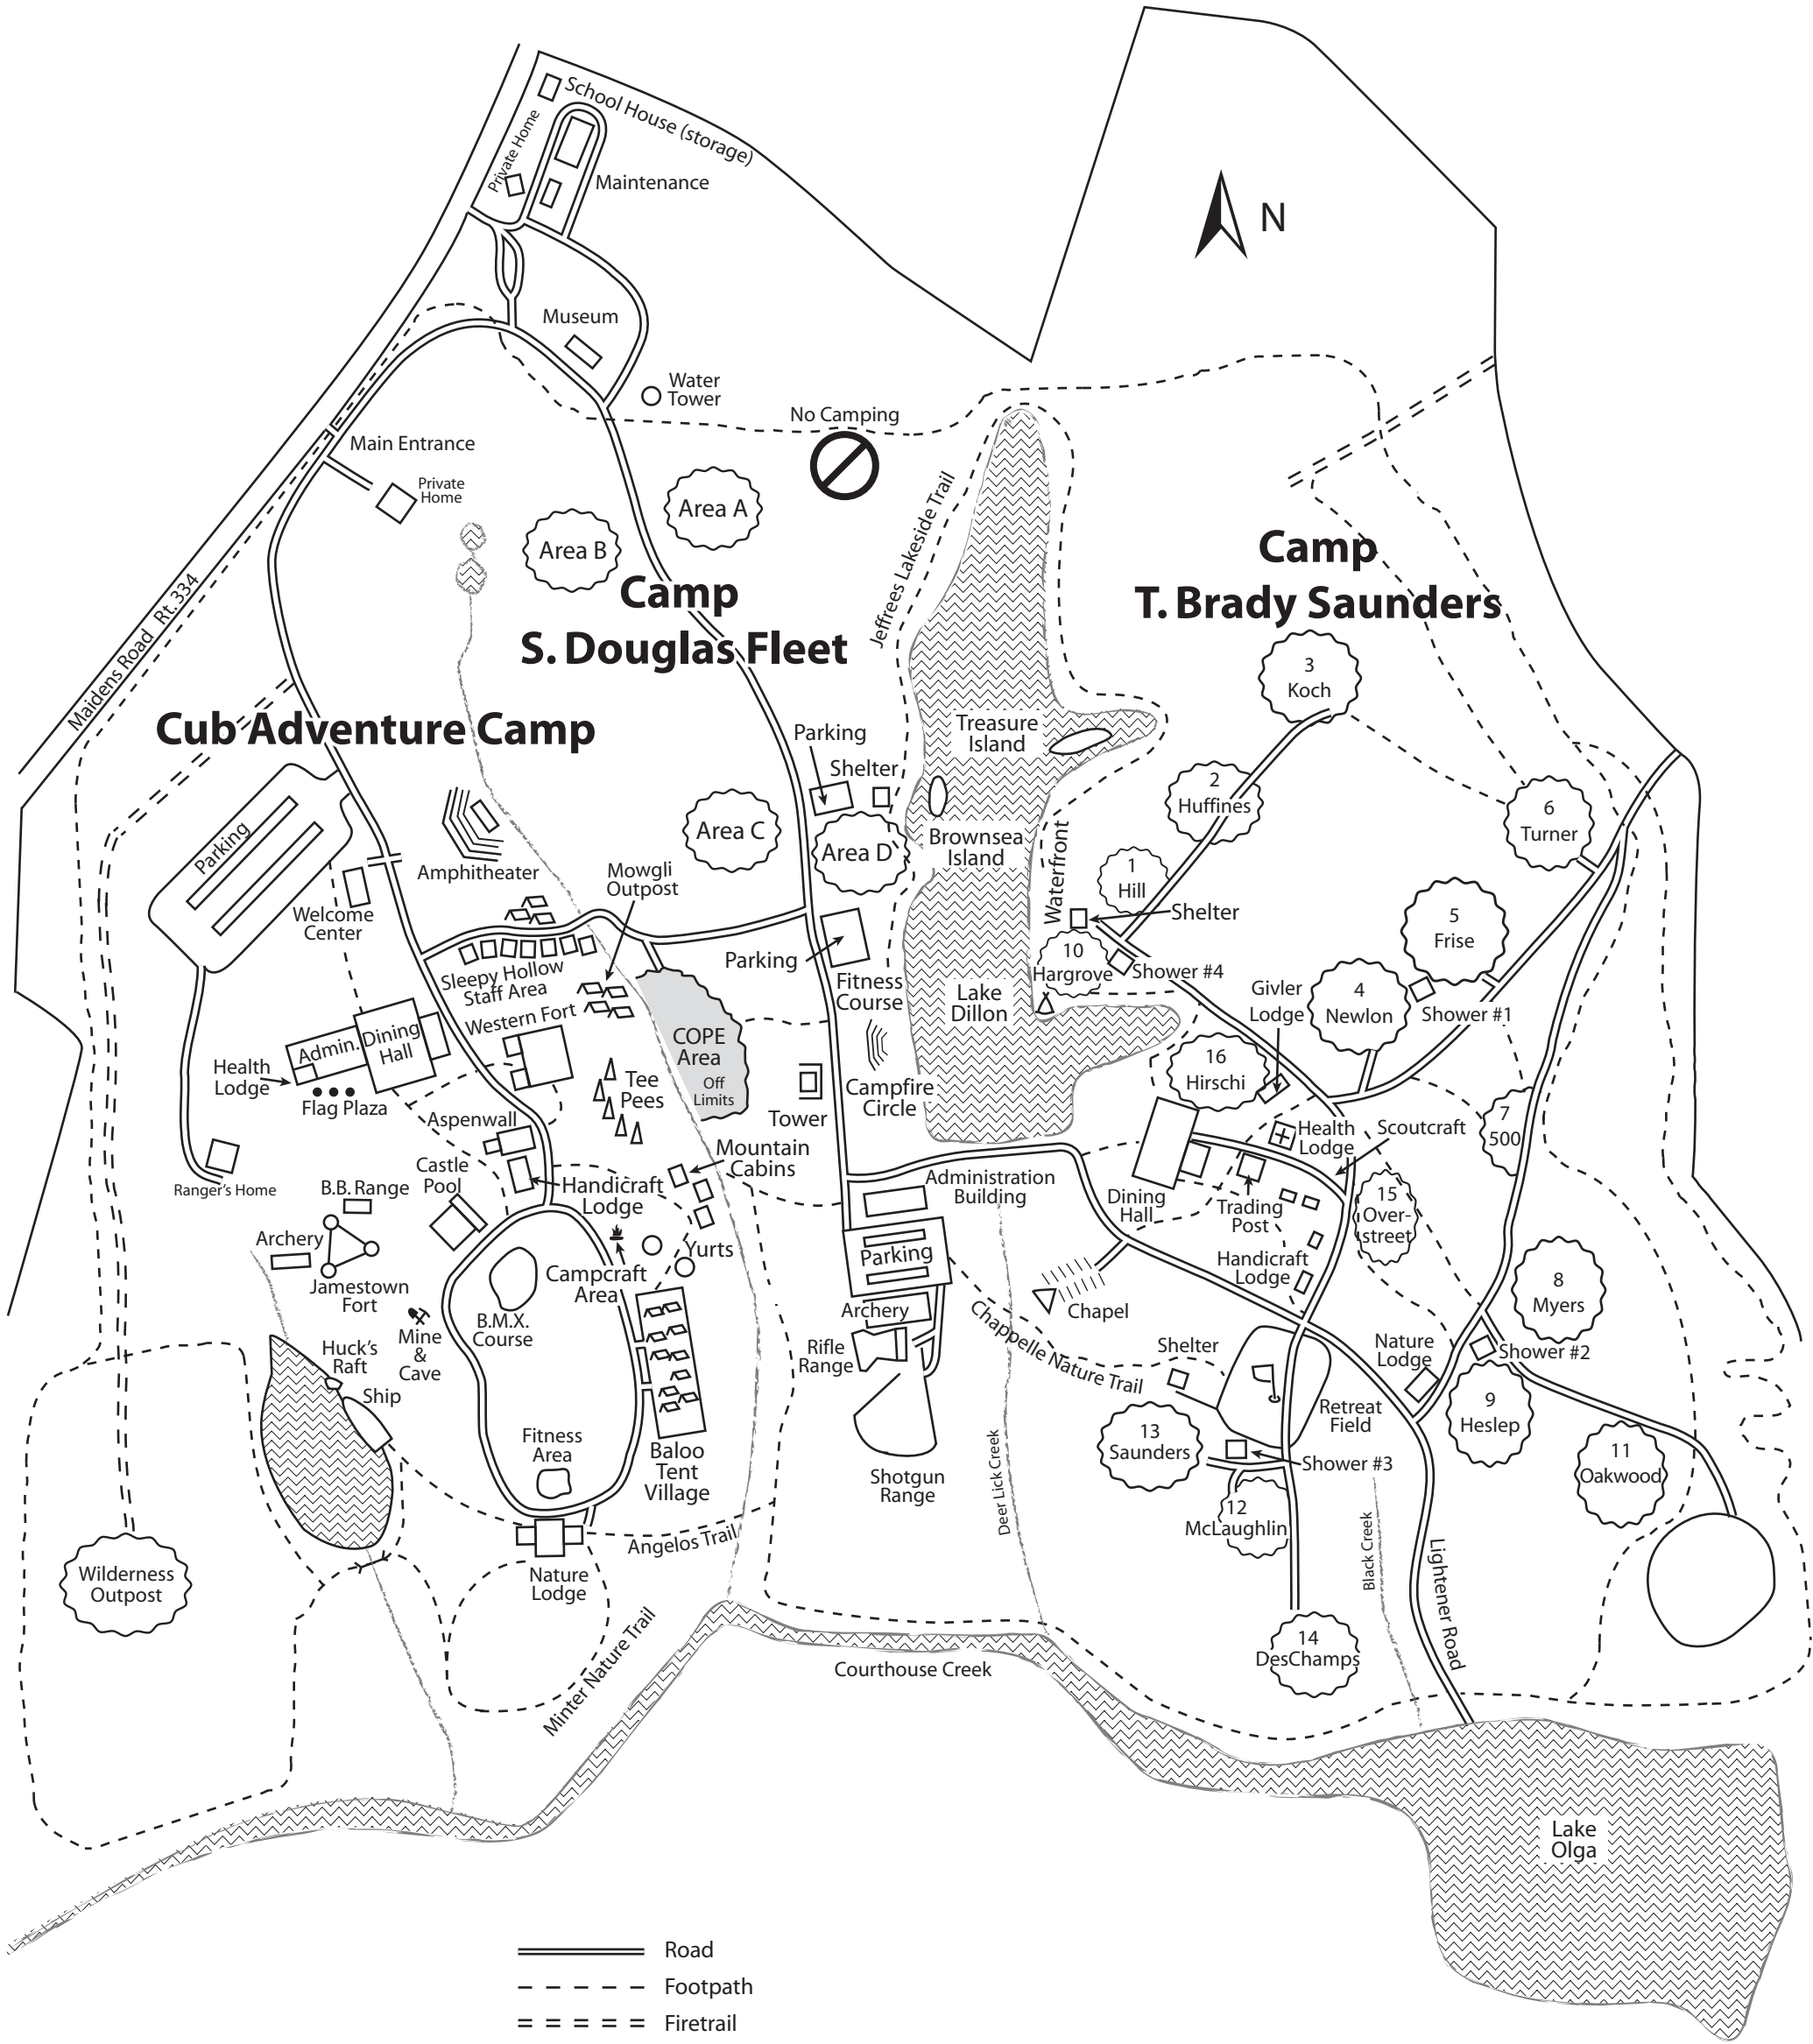 School House (storage)
Private Home
Maintenance
N
Museum
Water
Tower
No Camping
Main Entrance
Private
Home
Area A
Area B
Jeffrees Lakeside Trail
Camp
S. Douglas Fleet
Camp
T. Brady Saunders
Maidens Road Rt. 334
Cub Adventure Camp
3
Koch
Treasure
Island
Parking
Shelter
2
Huffines
6
Turner
Parking
Area C
Area D
Brownsea
Island
Waterfront
Amphitheater
Mowgli
Outpost
1
Hill
Shelter
5
Frise
Welcome
Center
Parking
10
Hargrove
Shower #4
Sleepy Hollow
Staff Area
Fitness
Course
Lake
Dillon
Givler
Lodge
4
Newlon
Shower #1
Western Fort
COPE
Area
Off
Limits
Admin.
Dining
Hall
Health
Lodge
Flag Plaza
Tee
Pees
Tower
Campfire
Circle
16
Hirschi
Aspenwall
7
500
Health
Lodge
Scoutcraft
Mountain
Cabins
Castle
Pool
Ranger's Home
B.B. Range
Handicraft
Lodge
Administration
Building
Dining
Hall
Trading
Post
15
Over-
street
Archery
Yurts
Parking
Jamestown
Fort
Campcraft
Area
Handicraft
Lodge
8
Myers
B.M.X.
Course
Archery
Chapel
Mine
&
Cave
Huck's
Raft
Ship
Rifle
Range
Chappelle Nature Trail
Shelter
Nature
Lodge
Shower #2
9
Heslep
Retreat
Field
13
Saunders
11
Oakwood
Fitness
Area
Baloo
Tent
Village
Shotgun
Range
Deer Lick Creek
Shower #3
12
McLaughlin
Angelos Trail
Black Creek
Lightener Road
Wilderness
Outpost
Nature
Lodge
Minter Nature Trail
14
DesChamps
Courthouse Creek
Lake
Olga
Road
Footpath
Firetrail